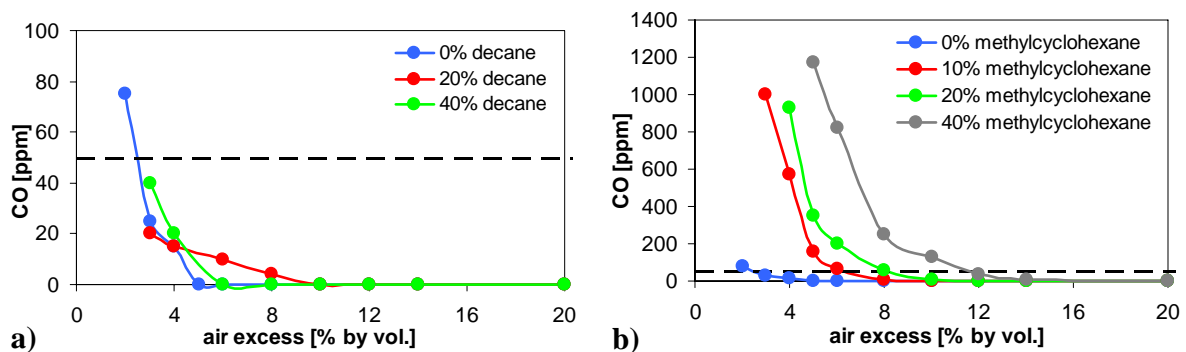 100
80
60
40
20
0
CO [ppm]
0 4 8 12 16 20
air excess [% by vol.]
0% decane
20% decane
40% decane
a)
1400
1200
1000
800
600
400
200
0
CO [ppm]
0 4 8 12 16 20
air excess [% by vol.]
0% methylcyclohexane
10% methylcyclohexane
20% methylcyclohexane
40% methylcyclohexane
b)